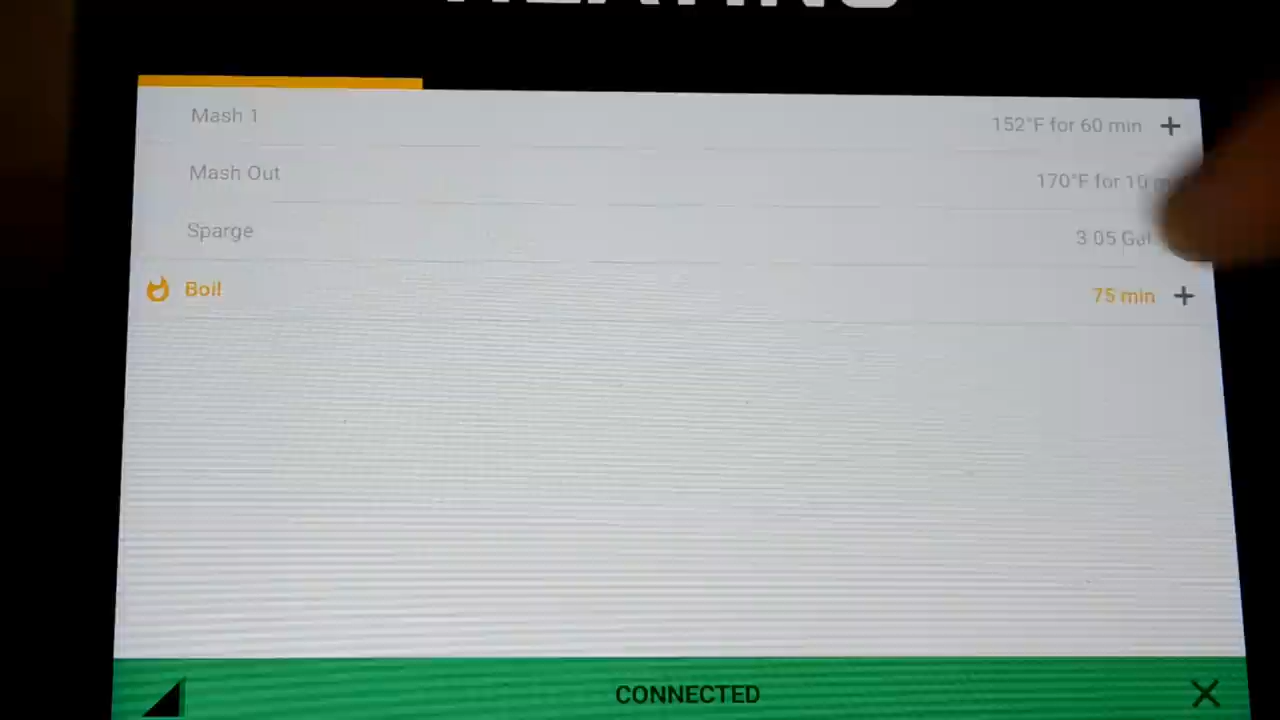 HEATING
Mash 1 152°F for 60 min +
Mash Out 170°F for 10
Sparge 3.05 Gal
Boil 75 min +
CONNECTED